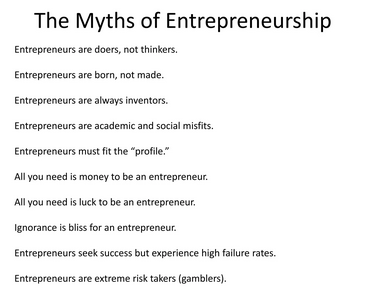 The Myths of Entrepreneurship
Entrepreneurs are doers, not thinkers.
Entrepreneurs are born, not made.
Entrepreneurs are always inventors.
Entrepreneurs are academic and social misfits.
Entrepreneurs must fit the “profile.”
All you need is money to be an entrepreneur.
All you need is luck to be an entrepreneur.
Ignorance is bliss for an entrepreneur.
Entrepreneurs seek success but experience high failure rates.
Entrepreneurs are extreme risk takers (gamblers).